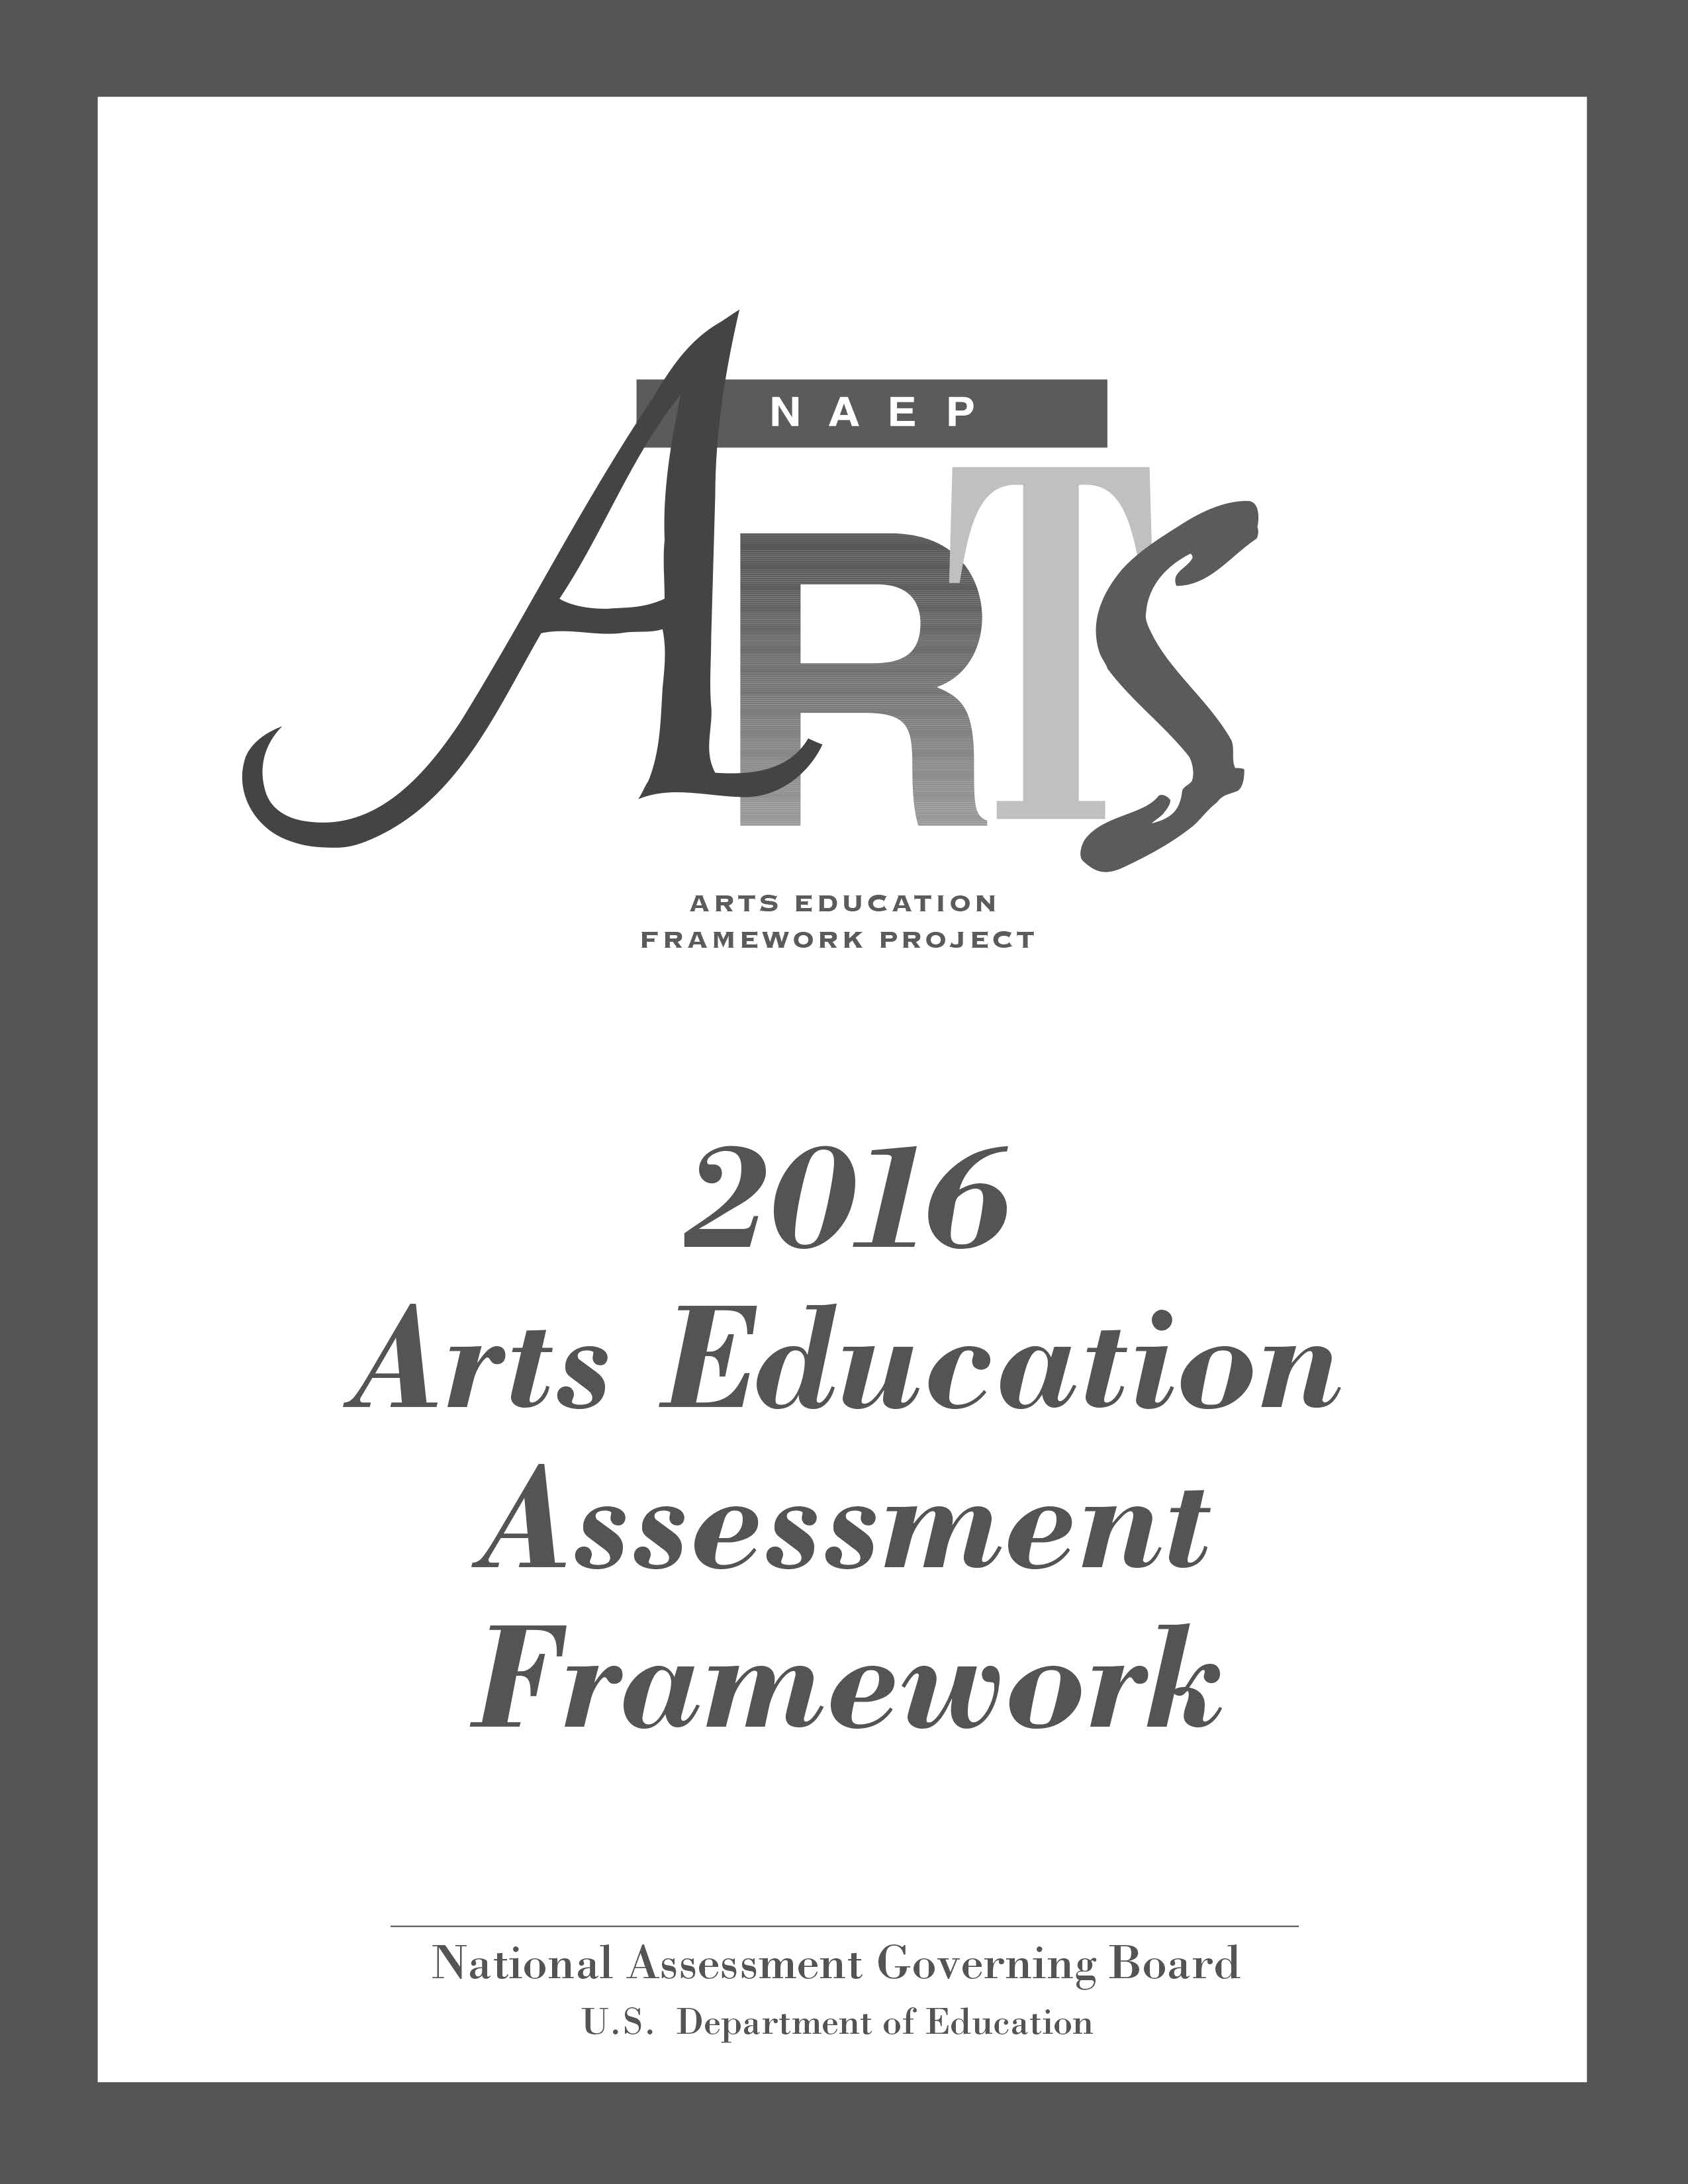 NAEP
ARTS
ARTS EDUCATION
FRAMEWORK PROJECT
2016
Arts Education
Assessment
Framework
National Assessment Governing Board
U.S. Department of Education